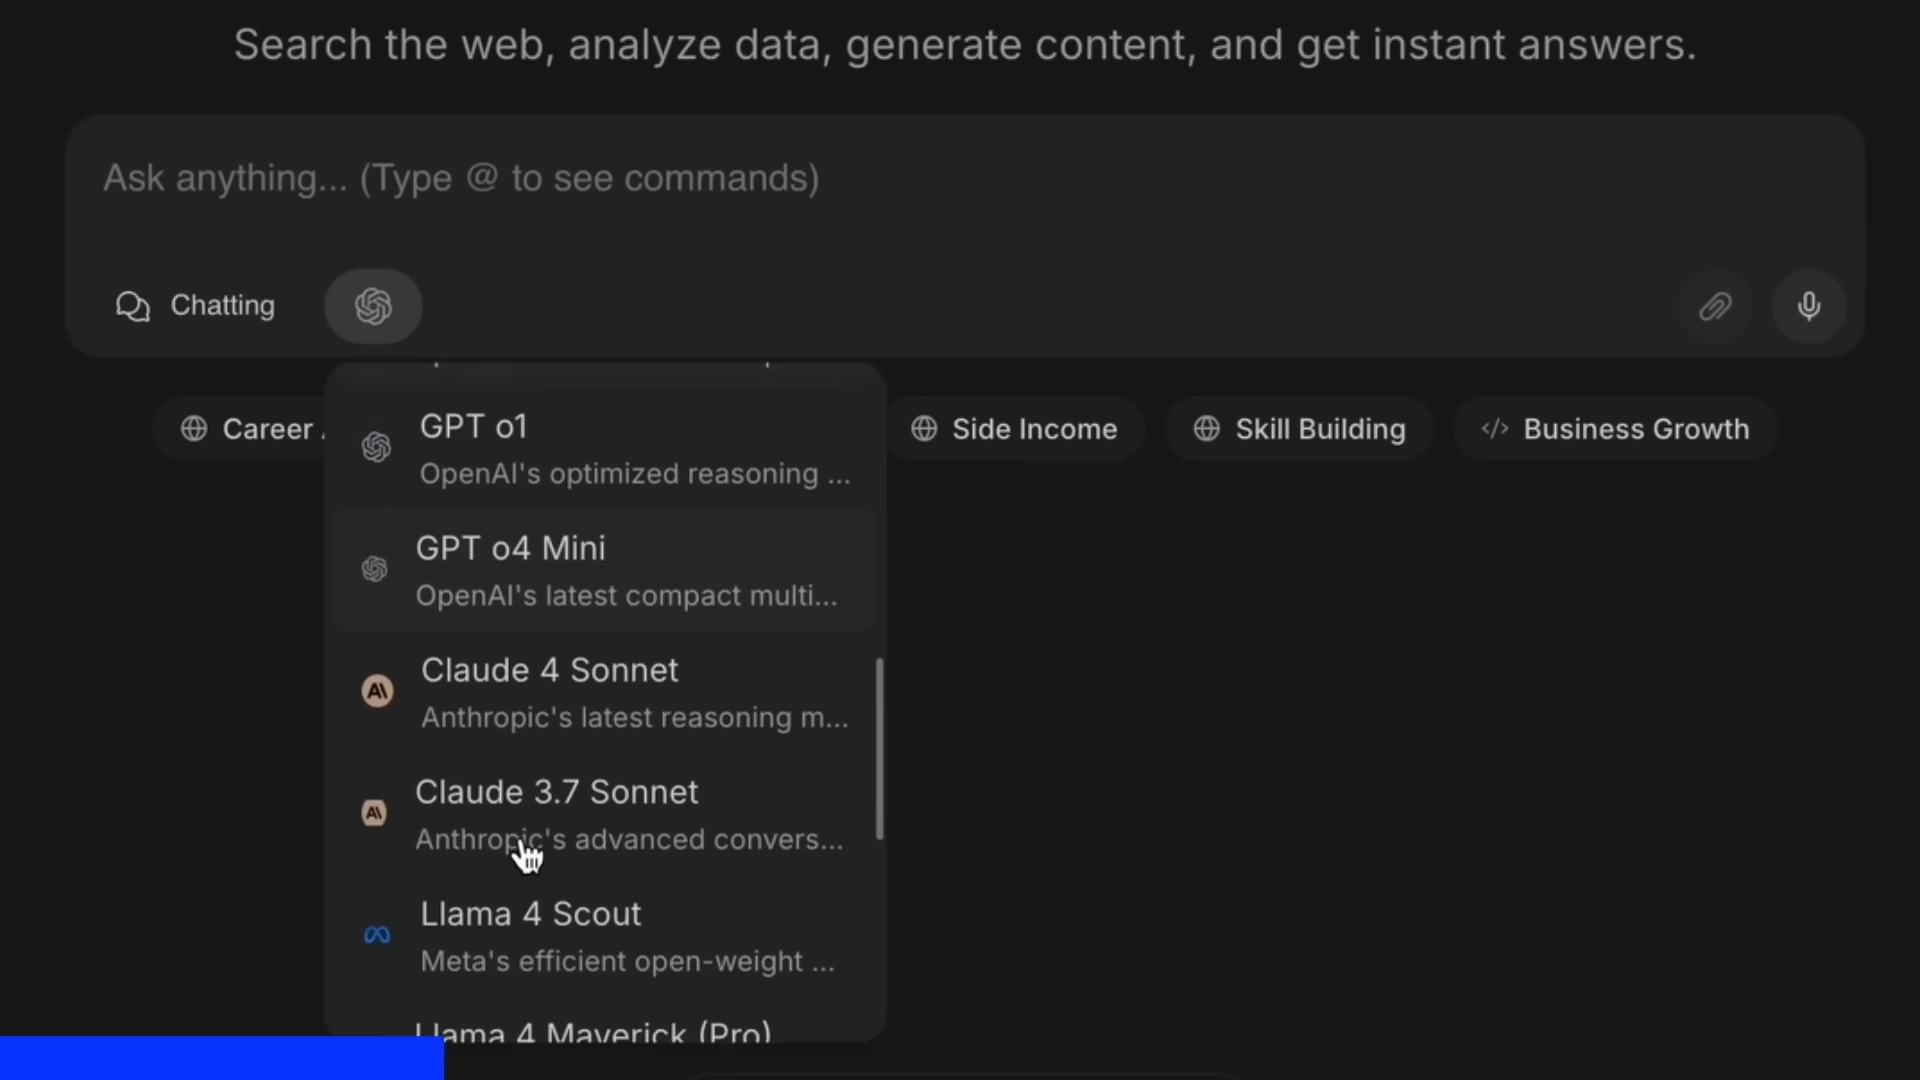 Search the web, analyze data, generate content, and get instant answers.
Ask anything... (Type @ to see commands)
Chatting
Career
Side Income
Skill Building
Business Growth
GPT o1
OpenAI's optimized reasoning ...
GPT o4 Mini
OpenAI's latest compact multi...
Claude 4 Sonnet
Anthropic's latest reasoning m...
Claude 3.7 Sonnet
Anthropic's advanced convers...
Llama 4 Scout
Meta's efficient open-weight ...
Llama 4 Maverick (Pro)